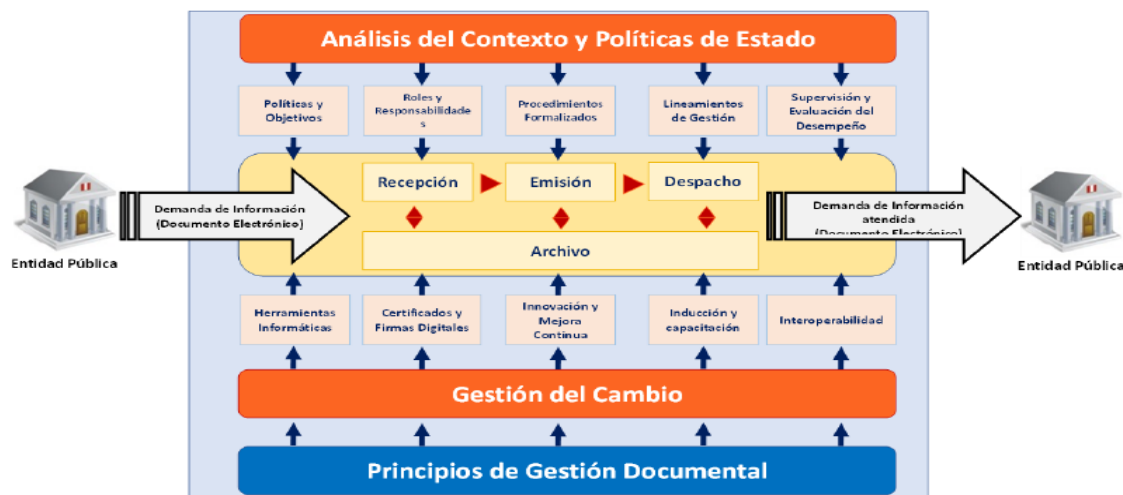 Análisis del Contexto y Políticas de Estado
Políticas y
Objetivos
Roles y
Responsabilidade
s
Procedimientos
Formalizados
Lineamientos
de Gestión
Supervisión y
Evaluación del
Desempeño
Recepción
Emisión
Despacho
Demanda de Información
(Documento Electrónico)
Demanda de Información
atendida
(Documento Electrónico)
Archivo
Entidad Pública
Entidad Pública
Herramientas
Informáticas
Certificados y
Firmas Digitales
Innovación y
Mejora
Continua
Inducción y
capacitación
Interoperabilidad
Gestión del Cambio
Principios de Gestión Documental